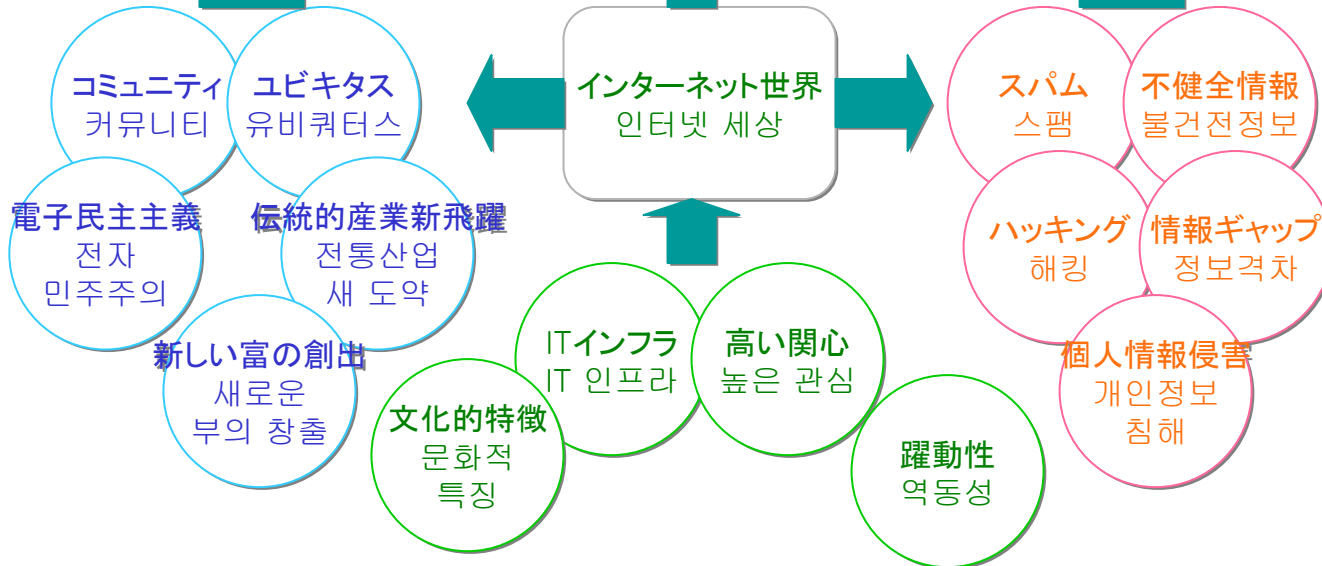 コミュニティ
커뮤니티
ユビキタス
유비쿼터스
電子民主主義
전자
민주주의
伝統的産業新飛躍
전통산업
새 도약
新しい富の創出
새로운
부의 창출
インターネット世界
인터넷 세상
ITインフラ
IT 인프라
高い関心
높은 관심
文化的特徴
문화적
특징
躍動性
역동성
スパム
스팸
不健全情報
불건전정보
ハッキング
해킹
情報ギャップ
정보격차
個人情報侵害
개인정보
침해